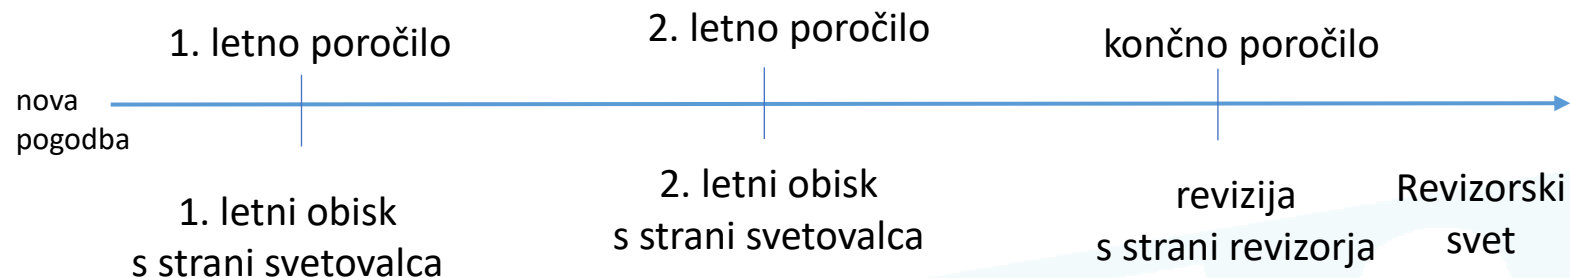 1. letno poročilo
2. letno poročilo
končno poročilo
nova
pogodba
1. letni obisk
s strani svetovalca
2. letni obisk
s strani svetovalca
revizija
s strani revizorja
Revizorski
svet